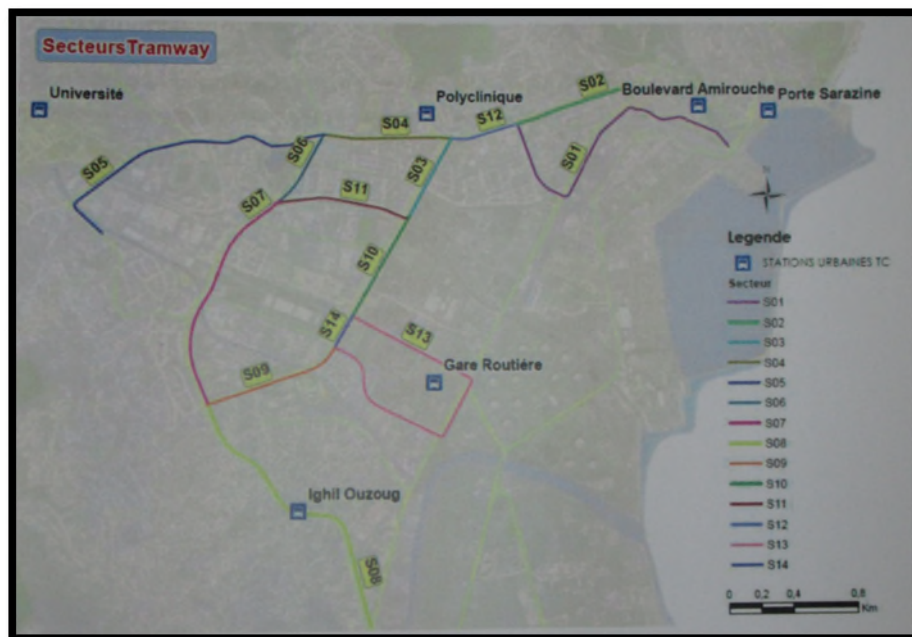 SecteursTramway
Université
Polyclinique
S02
Boulevard Amirouche
Porte Sarazine
S04
S12
S06
S03
S01
S05
S11
S07
S10
Legende
STATIONS URBAINES TC
Secteur
S01
S02
S03
S04
S05
S06
S07
S08
S09
S10
S11
S12
S13
S14
S14
S13
Gare Routiére
S09
Ighil Ouzoug
S08
0 0,2 0,4 0,8
Km